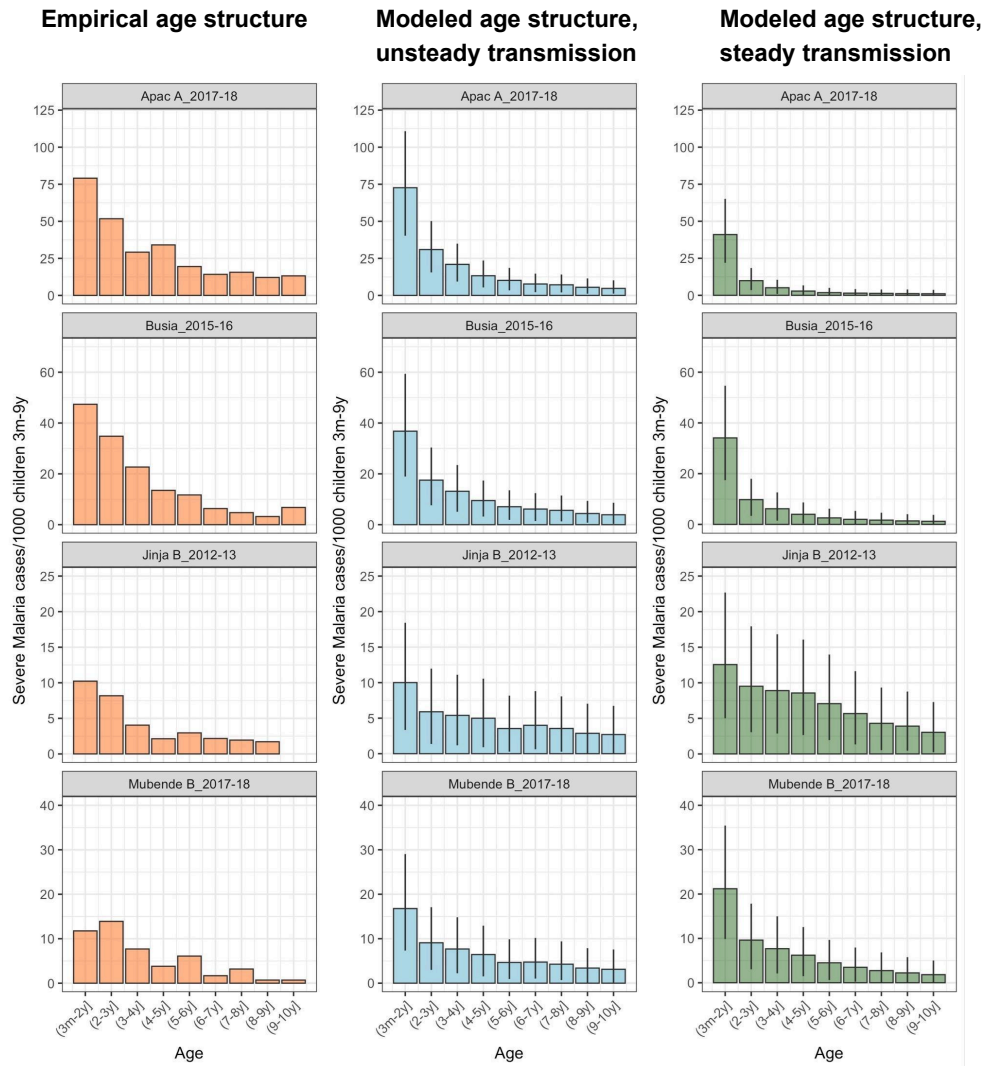 Empirical age structure
Modeled age structure,
unsteady transmission
Modeled age structure,
steady transmission
Severe Malaria cases/1000 children 3m-9y
Apac A_2017-18
125
100
75
50
25
0
Busia_2015-16
60
40
20
0
Jinja B_2012-13
25
20
15
10
5
0
Mubende B_2017-18
40
30
20
10
0
(3m-2y]
(2-3y]
(3-4y]
(4-5y]
(5-6y]
(6-7y]
(7-8y]
(8-9y]
(9-10y]
Age
Severe Malaria cases/1000 children 3m-9y
Apac A_2017-18
125
100
75
50
25
0
Busia_2015-16
60
40
20
0
Jinja B_2012-13
25
20
15
10
5
0
Mubende B_2017-18
40
30
20
10
0
(3m-2y]
(2-3y]
(3-4y]
(4-5y]
(5-6y]
(6-7y]
(7-8y]
(8-9y]
(9-10y]
Age
Severe Malaria cases/1000 children 3m-9y
Apac A_2017-18
125
100
75
50
25
0
Busia_2015-16
60
40
20
0
Jinja B_2012-13
25
20
15
10
5
0
Mubende B_2017-18
40
30
20
10
0
(3m-2y]
(2-3y]
(3-4y]
(4-5y]
(5-6y]
(6-7y]
(7-8y]
(8-9y]
(9-10y]
Age